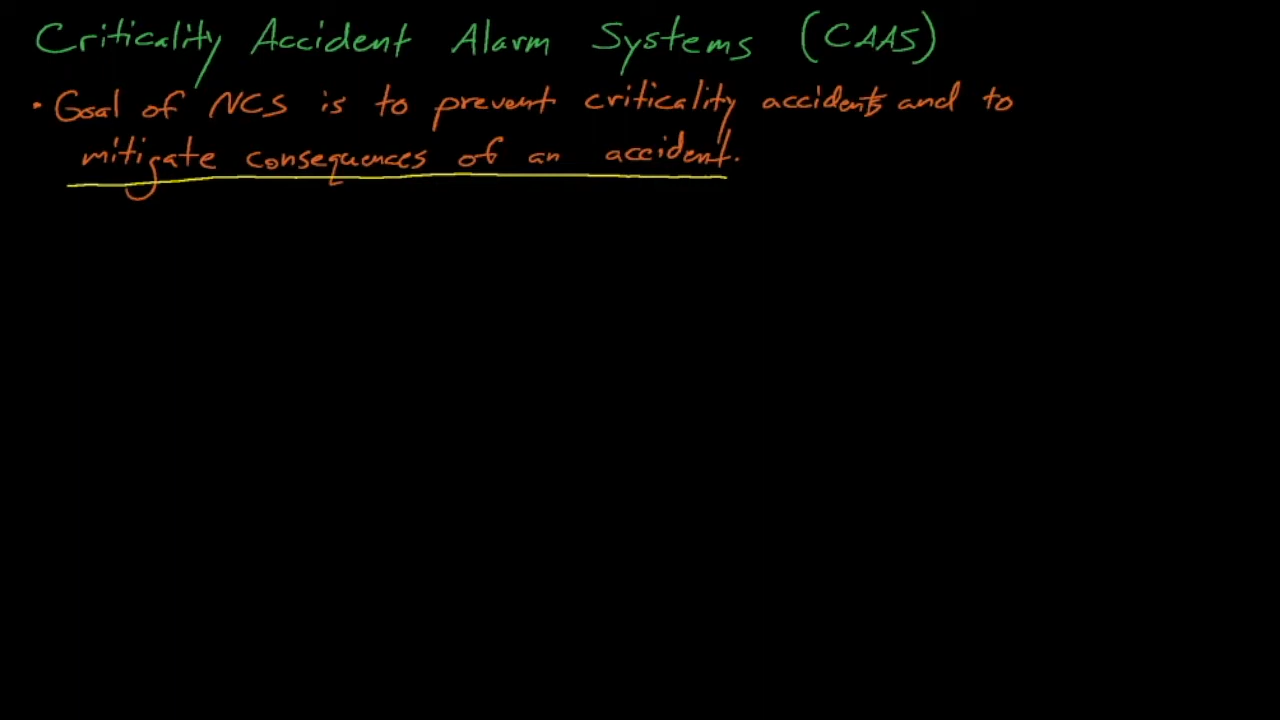 Criticality Accident Alarm Systems (CAAS)
• Goal of NCS is to prevent criticality accidents and to
mitigate consequences of an accident.